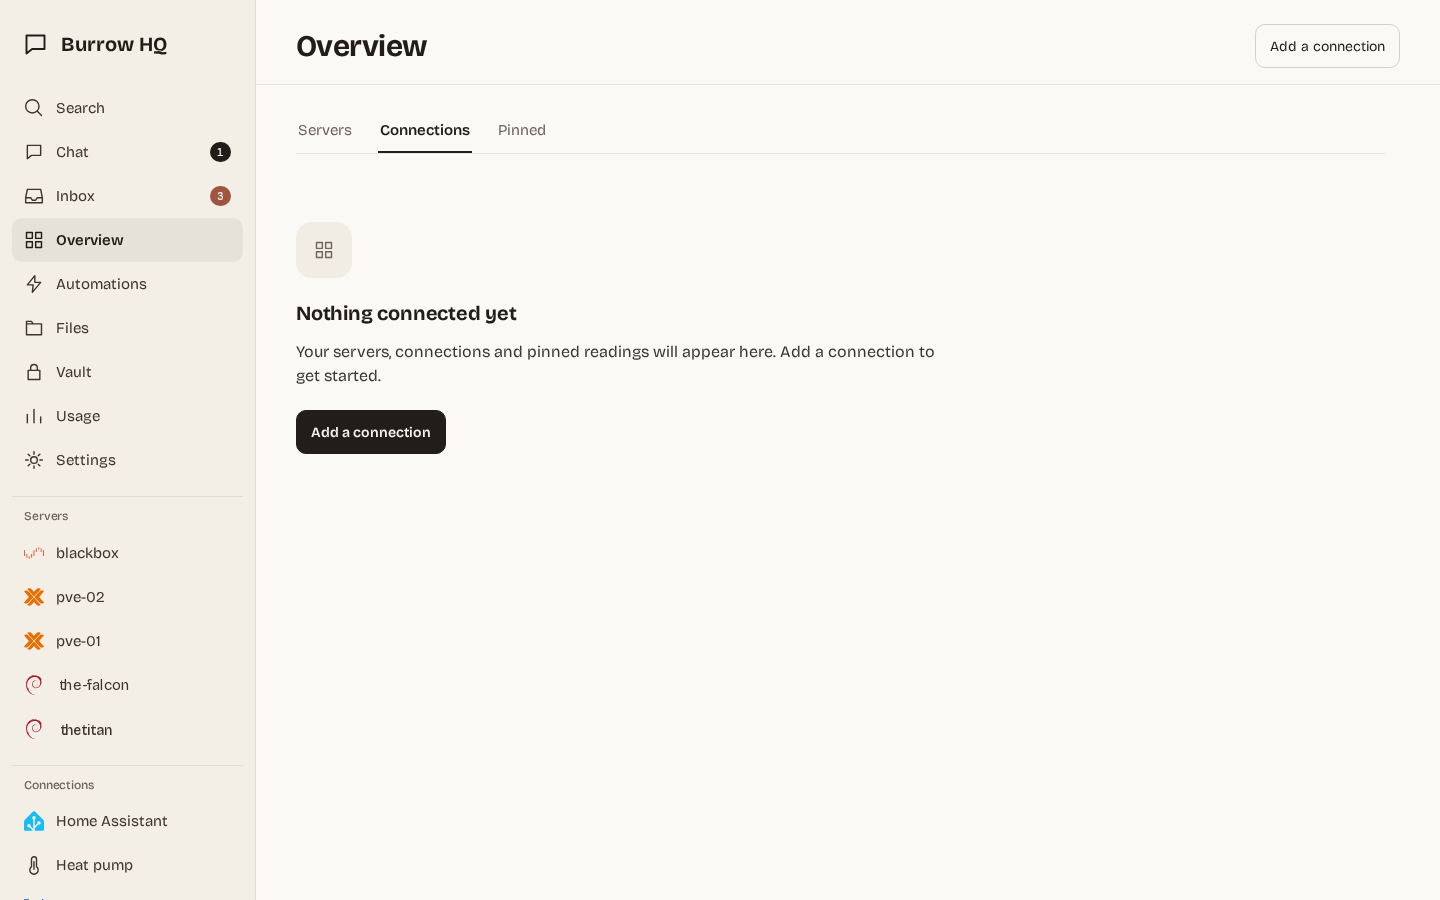 Burrow HQ
Search
Chat 1
Inbox 3
Overview
Automations
Files
Vault
Usage
Settings
Servers
blackbox
pve-02
pve-01
the-falcon
thetitan
Connections
Home Assistant
Heat pump
Overview
Add a connection
Servers Connections Pinned
Nothing connected yet
Your servers, connections and pinned readings will appear here. Add a connection to
get started.
Add a connection